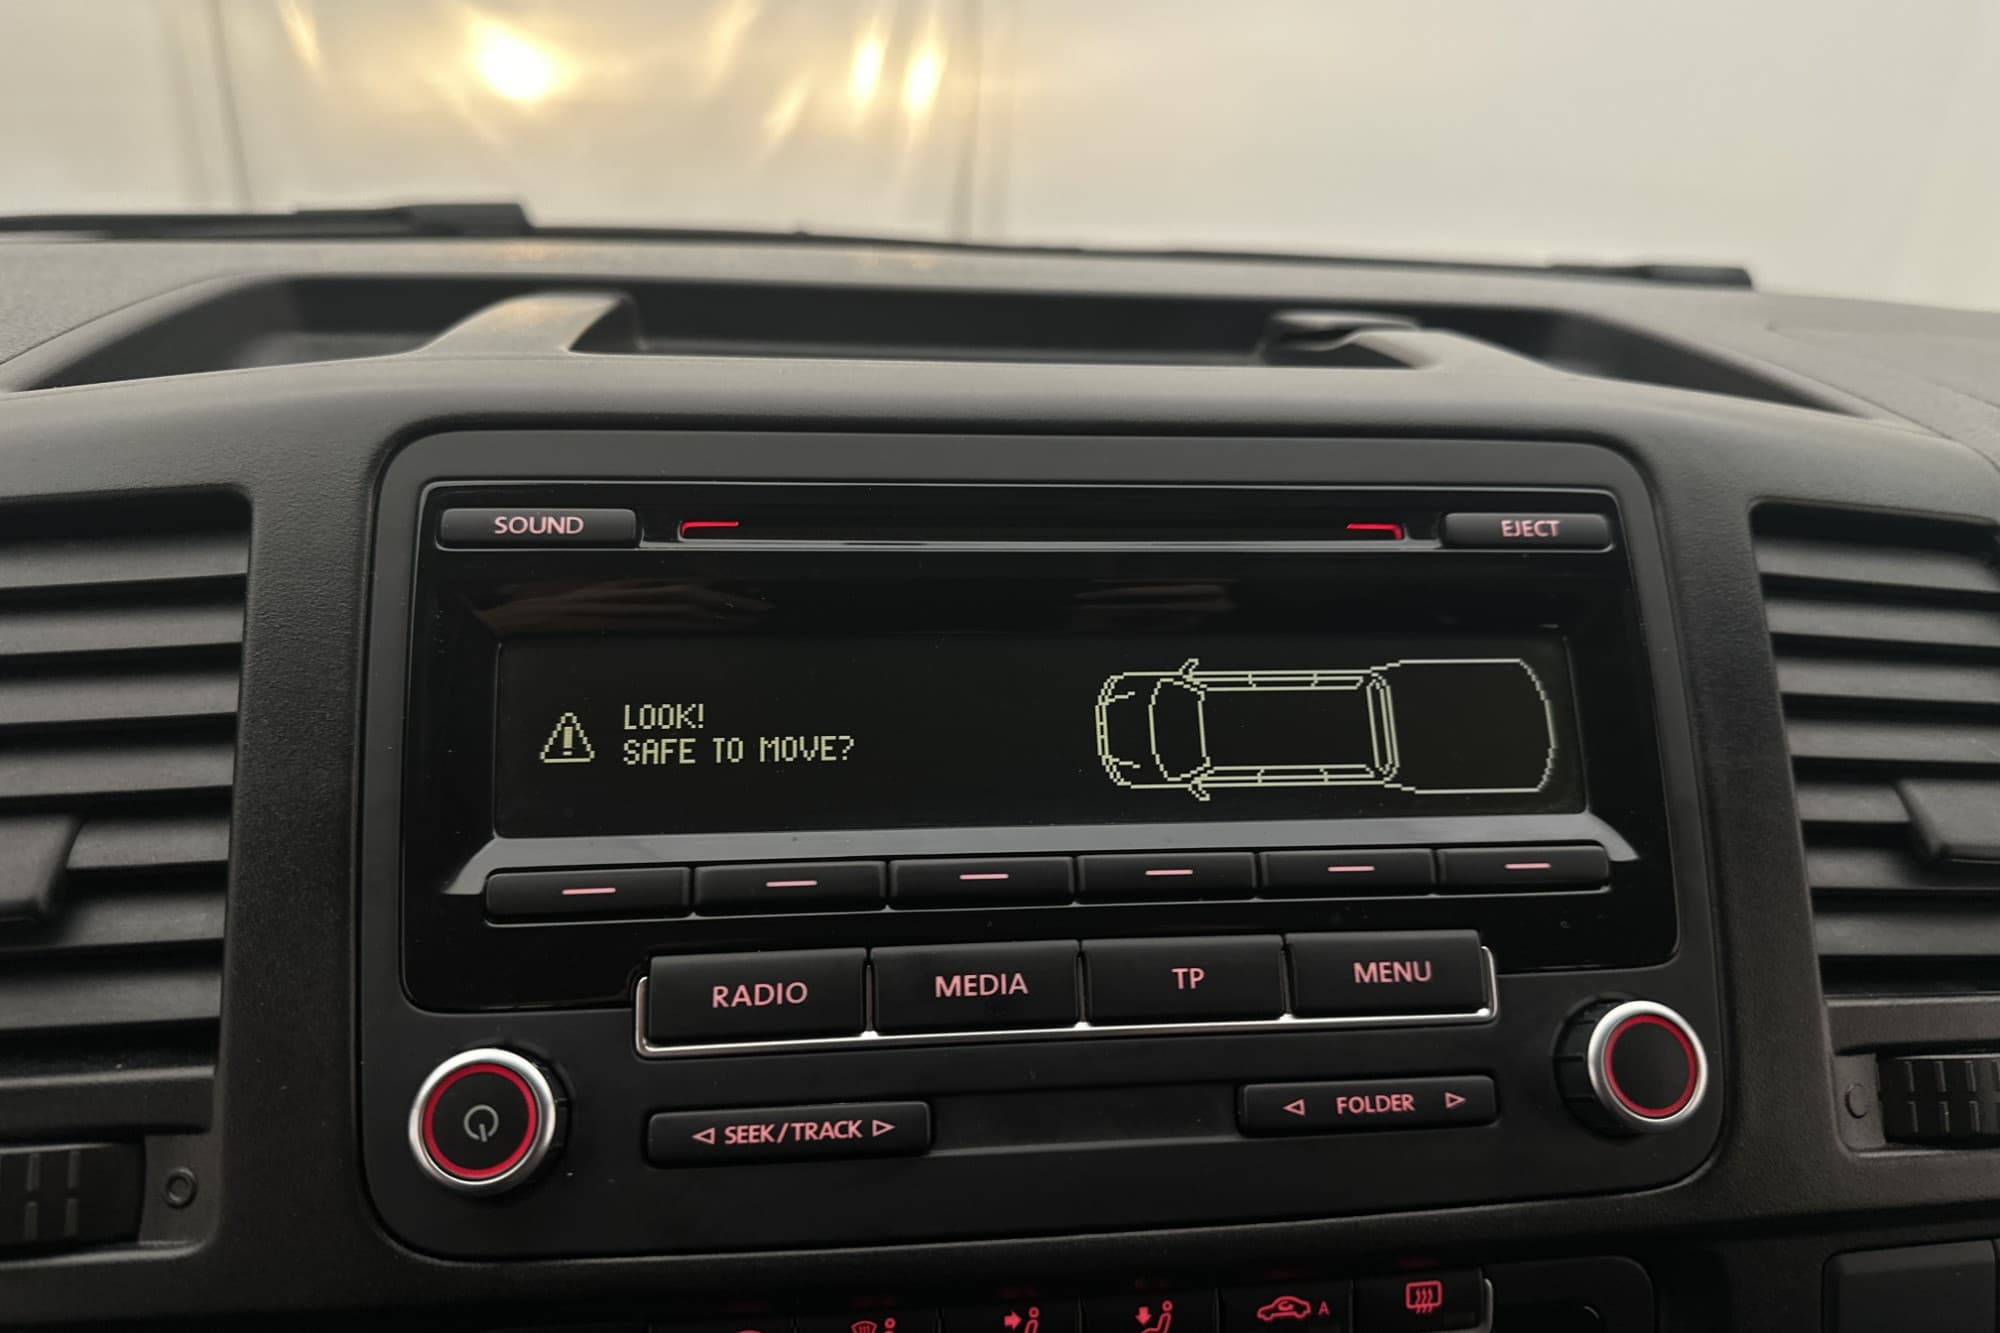 SOUND
EJECT
LOOK!
SAFE TO MOVE?
RADIO
MEDIA
TP
MENU
SEEK/TRACK
FOLDER
A